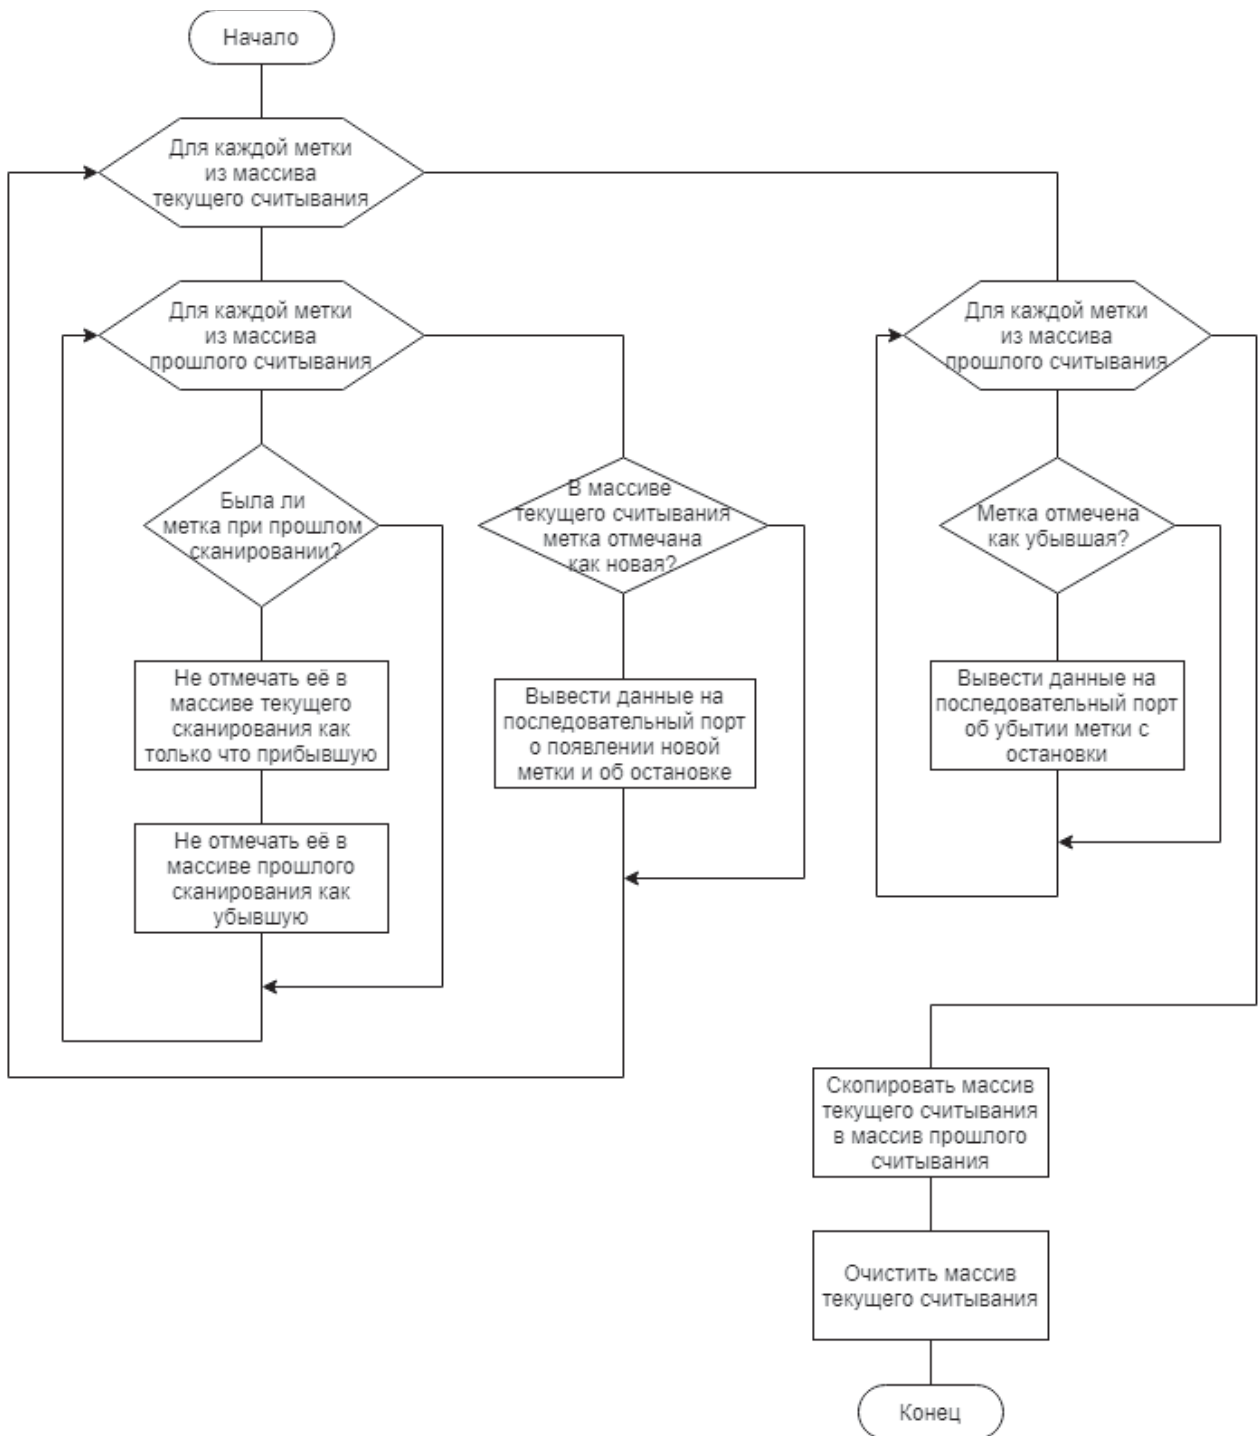 Начало
Для каждой метки
из массива
текущего считывания
Для каждой метки
из массива
прошлого считывания
Была ли
метка при прошлом
сканировании?
Не отмечать её в
массиве текущего
сканирования как
только что прибывшую
Не отмечать её в
массиве прошлого
сканирования как
убывшую
В массиве
текущего считывания
метка отмечана
как новая?
Вывести данные на
последовательный порт
о появлении новой
метки и об остановке
Для каждой метки
из массива
прошлого считывания
Метка отмечена
как убывшая?
Вывести данные на
последовательный порт
об убытии метки с
остановки
Скопировать массив
текущего считывания
в массив прошлого
считывания
Очистить массив
текущего считывания
Конец